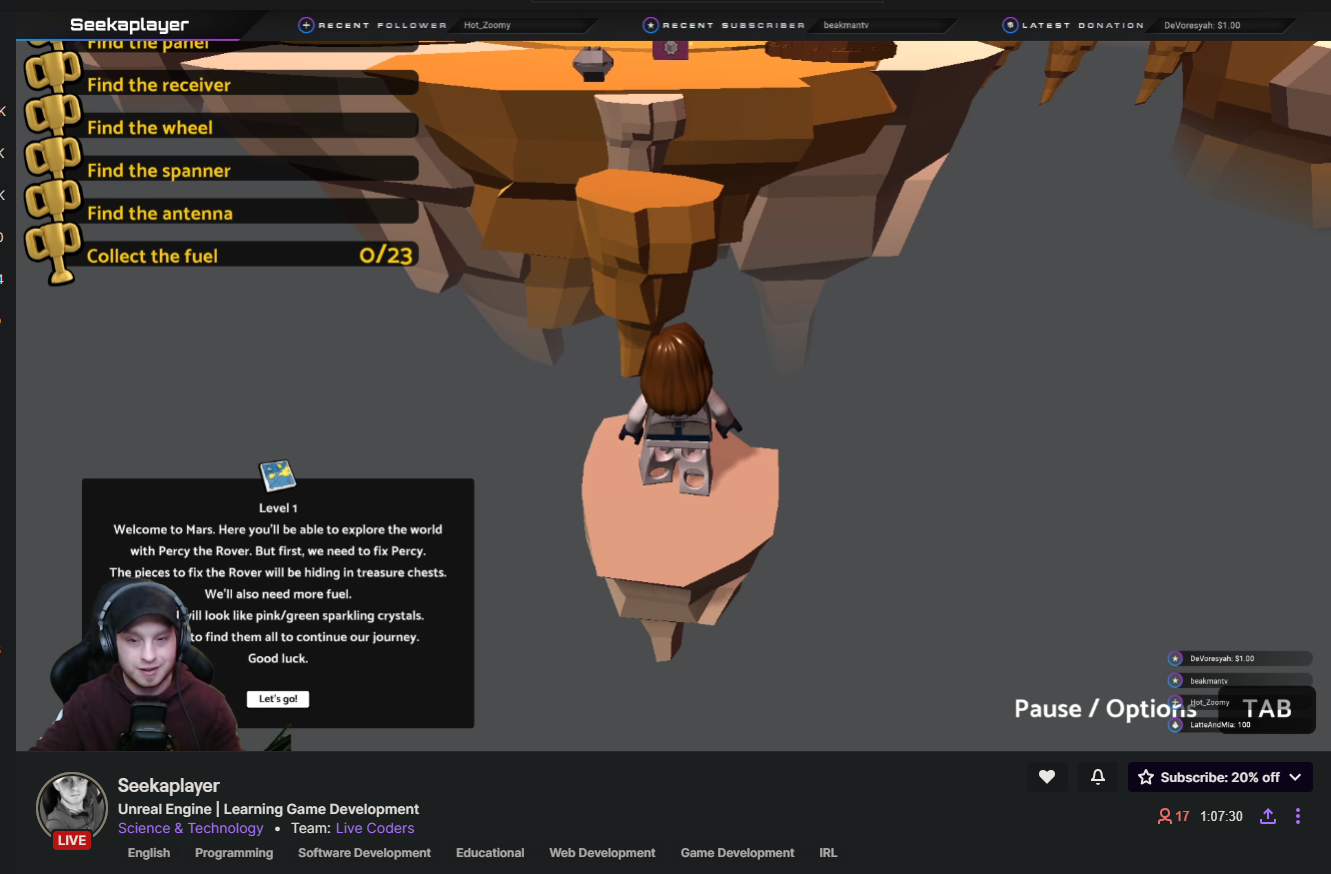 Seekaplayer
RECENT FOLLOWER Hot_Zoomy
RECENT SUBSCRIBER beakmantv
LATEST DONATION DeVoresyah: $1.00
Find the panel
Find the receiver
Find the wheel
Find the spanner
Find the antenna
Collect the fuel 0/23
Level 1
Welcome to Mars. Here you'll be able to explore the world
with Percy the Rover. But first, we need to fix Percy.
The pieces to fix the Rover will be hiding in treasure chests.
We'll also need more fuel.
will look like pink/green sparkling crystals.
to find them all to continue our journey.
Good luck.
Let's go!
DeVoresyah: $1.00
beakmantv
Hot_Zoomy
LatteAndMia: 100
Pause / Options TAB
Seekaplayer
Unreal Engine | Learning Game Development
Science & Technology • Team: Live Coders
English Programming Software Development Educational Web Development Game Development IRL
LIVE
Subscribe: 20% off
17 1:07:30